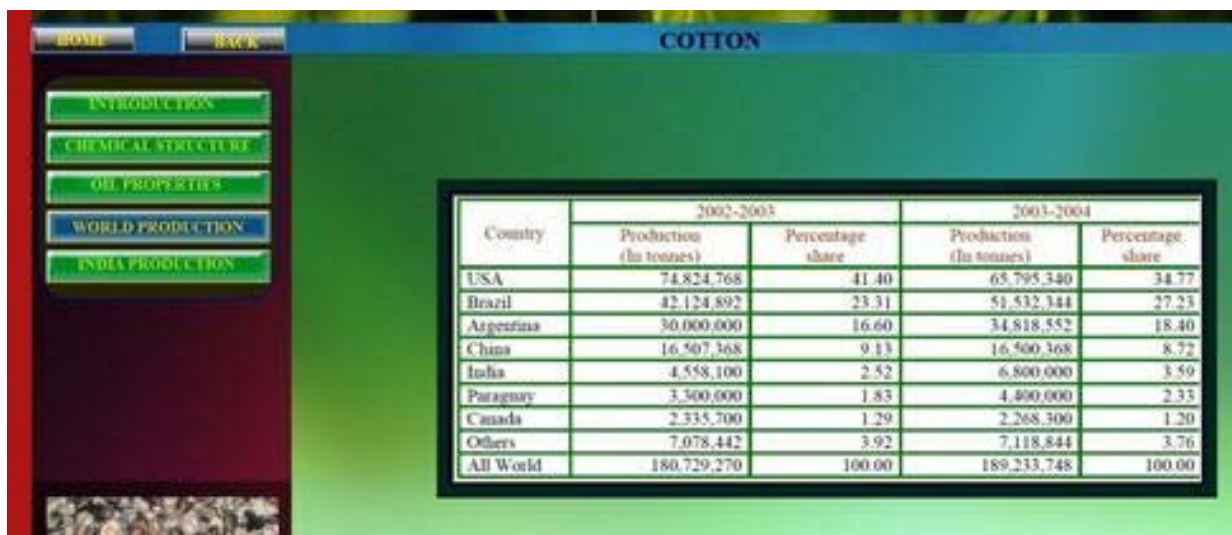 HOME BACK COTTON
INTRODUCTION
CHEMICAL STRUCTURE
OIL PROPERTIES
WORLD PRODUCTION
INDIA PRODUCTION
Country 2002-2003 2003-2004
Production (In tonnes) Percentage share Production (In tonnes) Percentage share
USA 74,824,768 41.40 65,795,340 34.77
Brazil 42,124,892 23.31 51,532,344 27.23
Argentina 30,000,000 16.60 34,818,552 18.40
China 16,507,368 9.13 16,500,368 8.72
India 4,558,100 2.52 6,800,000 3.59
Paraguay 3,300,000 1.83 4,400,000 2.33
Canada 2,335,700 1.29 2,268,300 1.20
Others 7,078,442 3.92 7,118,844 3.76
All World 180,729,270 100.00 189,233,748 100.00